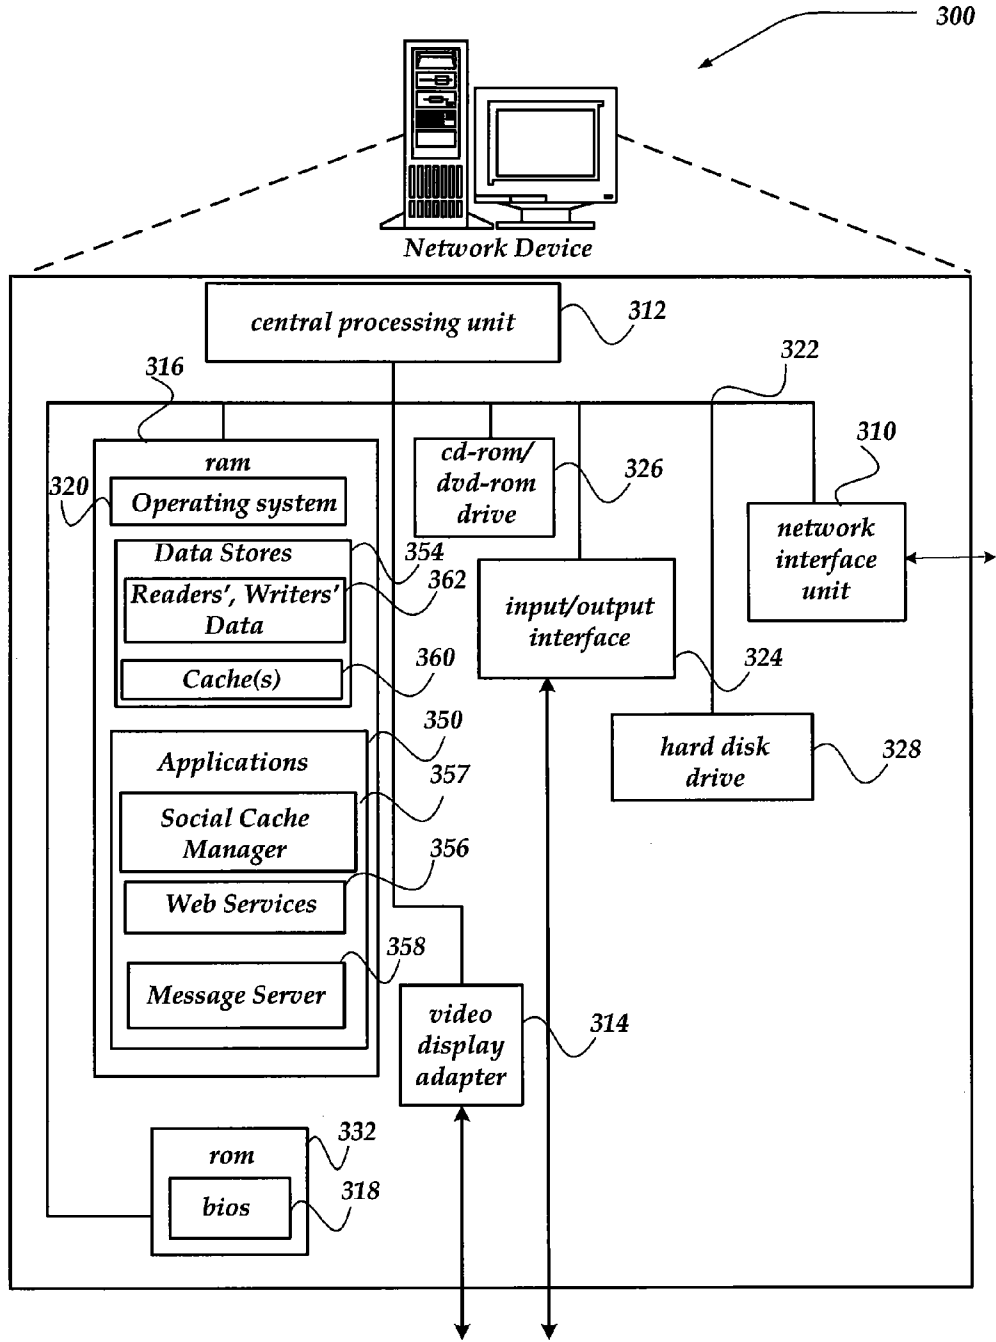 300
Network Device
central processing unit
312
316
322
ram
320
Operating system
cd-rom/
dvd-rom
drive
326
310
network
interface
unit
Data Stores
354
Readers', Writers'
Data
362
Cache(s)
360
input/output
interface
324
Applications
350
357
Social Cache
Manager
356
Web Services
hard disk
drive
328
358
Message Server
video
display
adapter
314
rom
332
bios
318